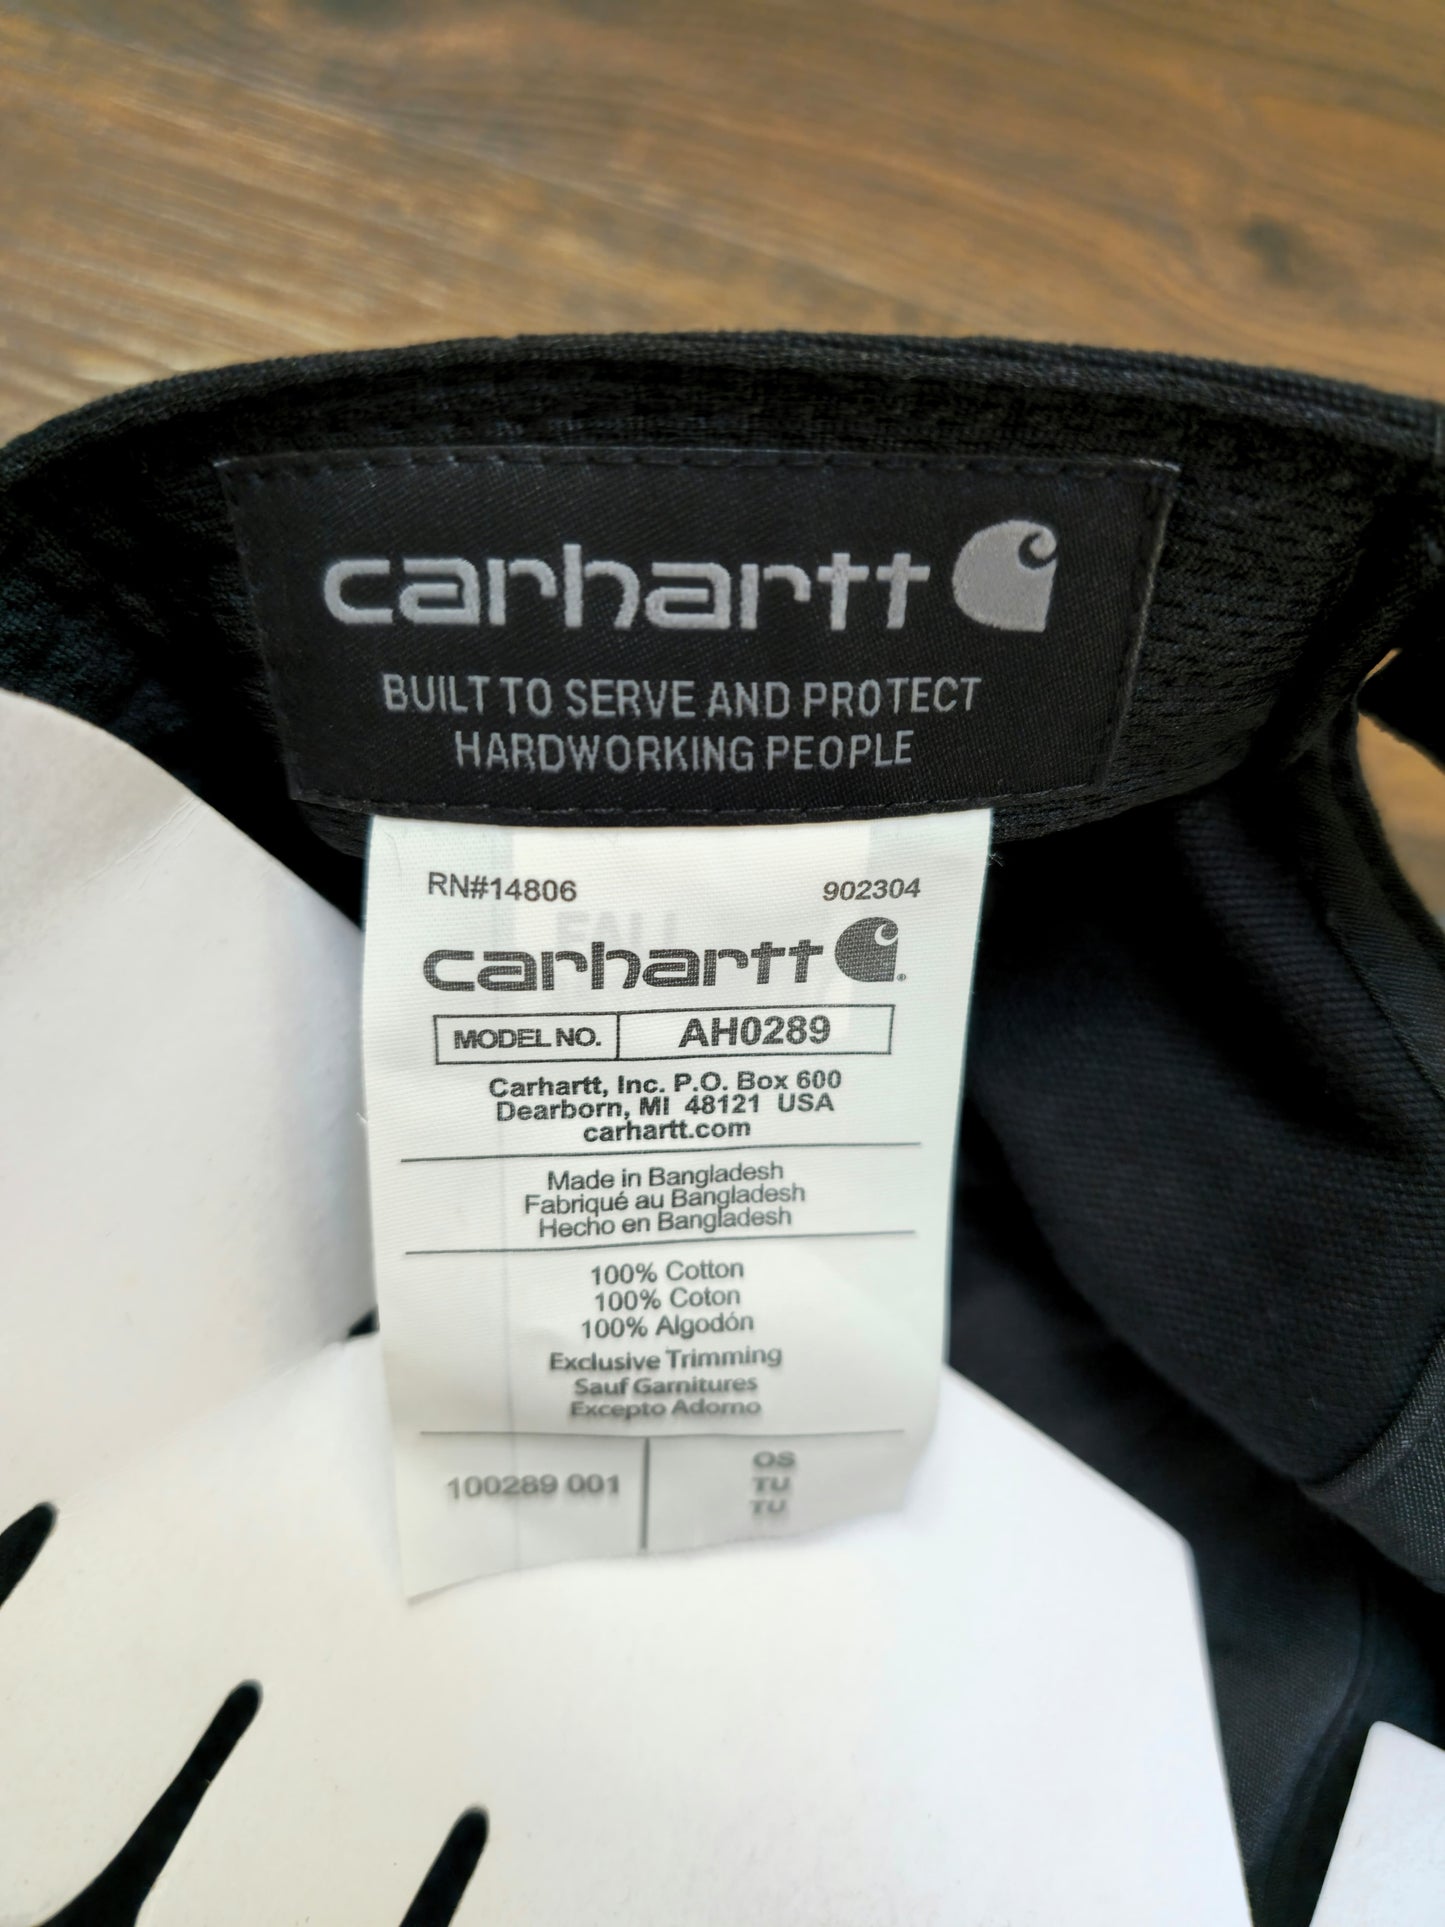 carhartt
BUILT TO SERVE AND PROTECT
HARDWORKING PEOPLE
RN#14806 902304
FALL
carhartt
MODEL NO. AH0289
Carhartt, Inc. P.O. Box 600
Dearborn, MI 48121 USA
carhartt.com
Made in Bangladesh
Fabriqué au Bangladesh
Hecho en Bangladesh
100% Cotton
100% Coton
100% Algodón
Exclusive Trimming
Sauf Garnitures
Excepto Adorno
100289 001
OS
TU
TU